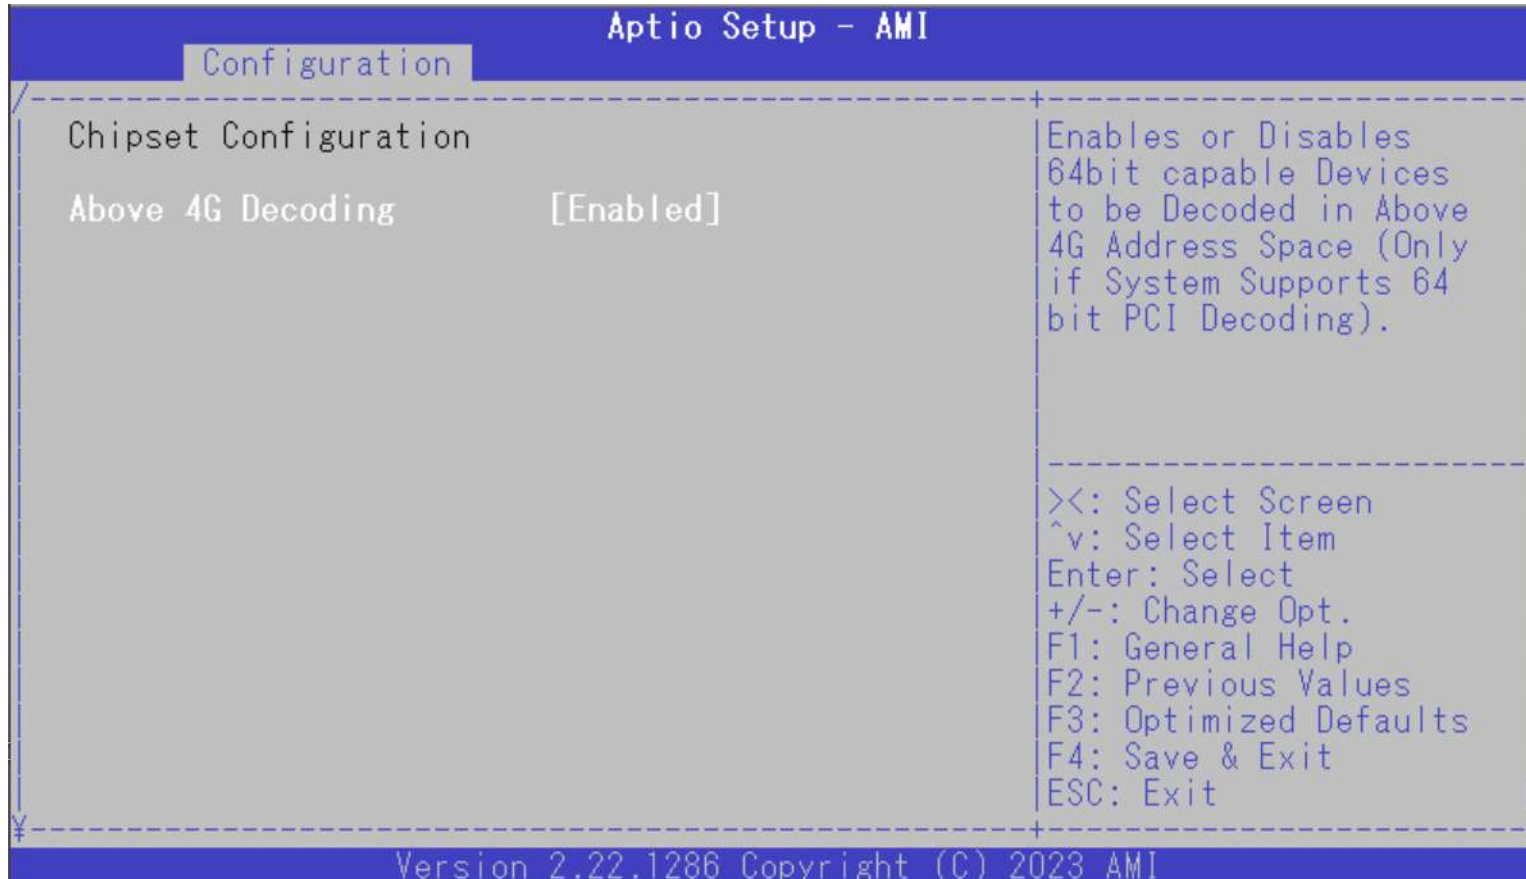 Aptio Setup - AMI
Configuration
Chipset Configuration
Above 4G Decoding [Enabled]
Enables or Disables
64bit capable Devices
to be Decoded in Above
4G Address Space (Only
if System Supports 64
bit PCI Decoding).
><: Select Screen
^v: Select Item
Enter: Select
+/-: Change Opt.
F1: General Help
F2: Previous Values
F3: Optimized Defaults
F4: Save & Exit
ESC: Exit
Version 2.22.1286 Copyright (C) 2023 AMI